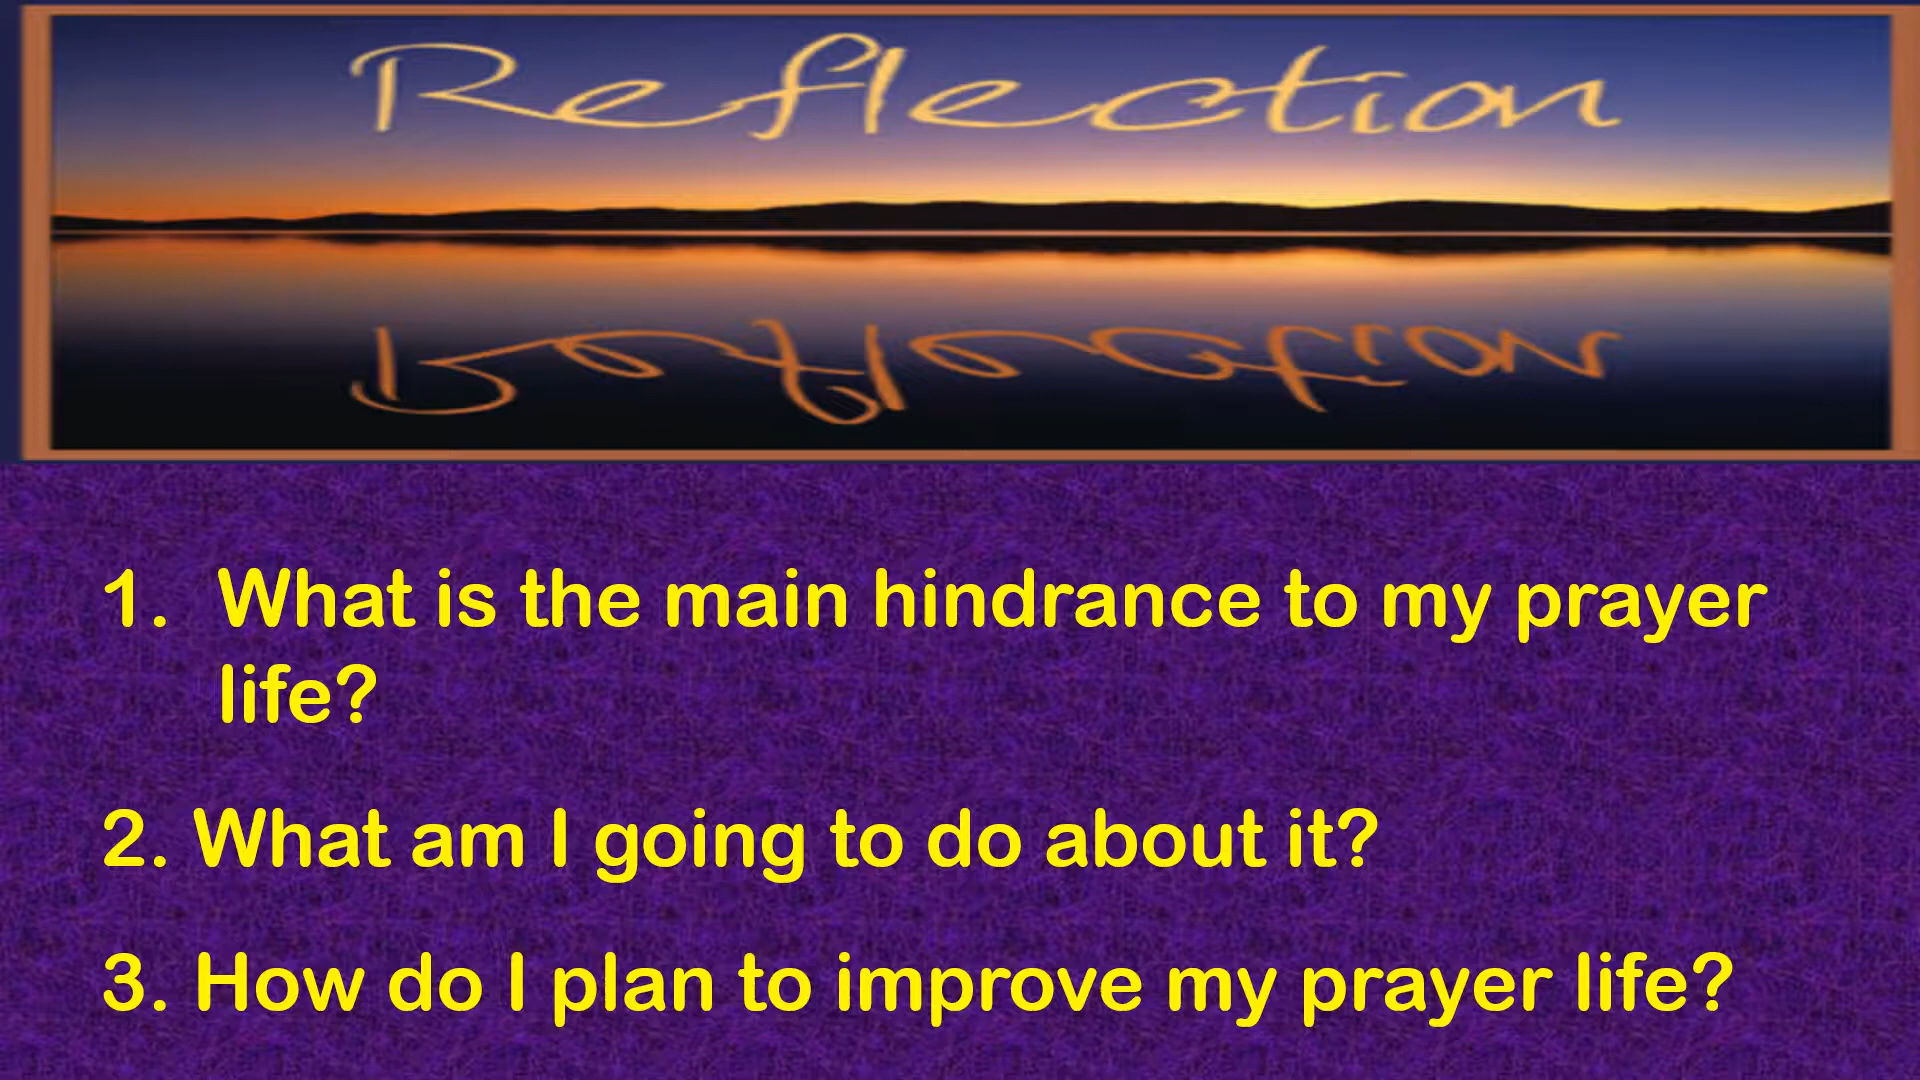 Reflection
Reflection
1. What is the main hindrance to my prayer
life?
2. What am I going to do about it?
3. How do I plan to improve my prayer life?